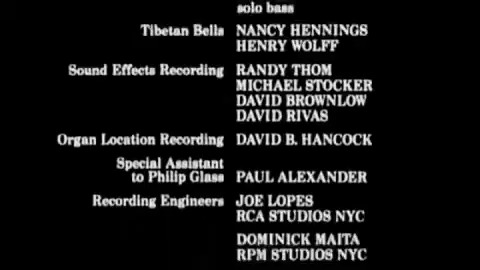 solo bass
Tibetan Bells NANCY HENNINGS
HENRY WOLFF
Sound Effects Recording RANDY THOM
MICHAEL STOCKER
DAVID BROWNLOW
DAVID RIVAS
Organ Location Recording DAVID B. HANCOCK
Special Assistant
to Philip Glass PAUL ALEXANDER
Recording Engineers JOE LOPES
RCA STUDIOS NYC
DOMINICK MAITA
RPM STUDIOS NYC